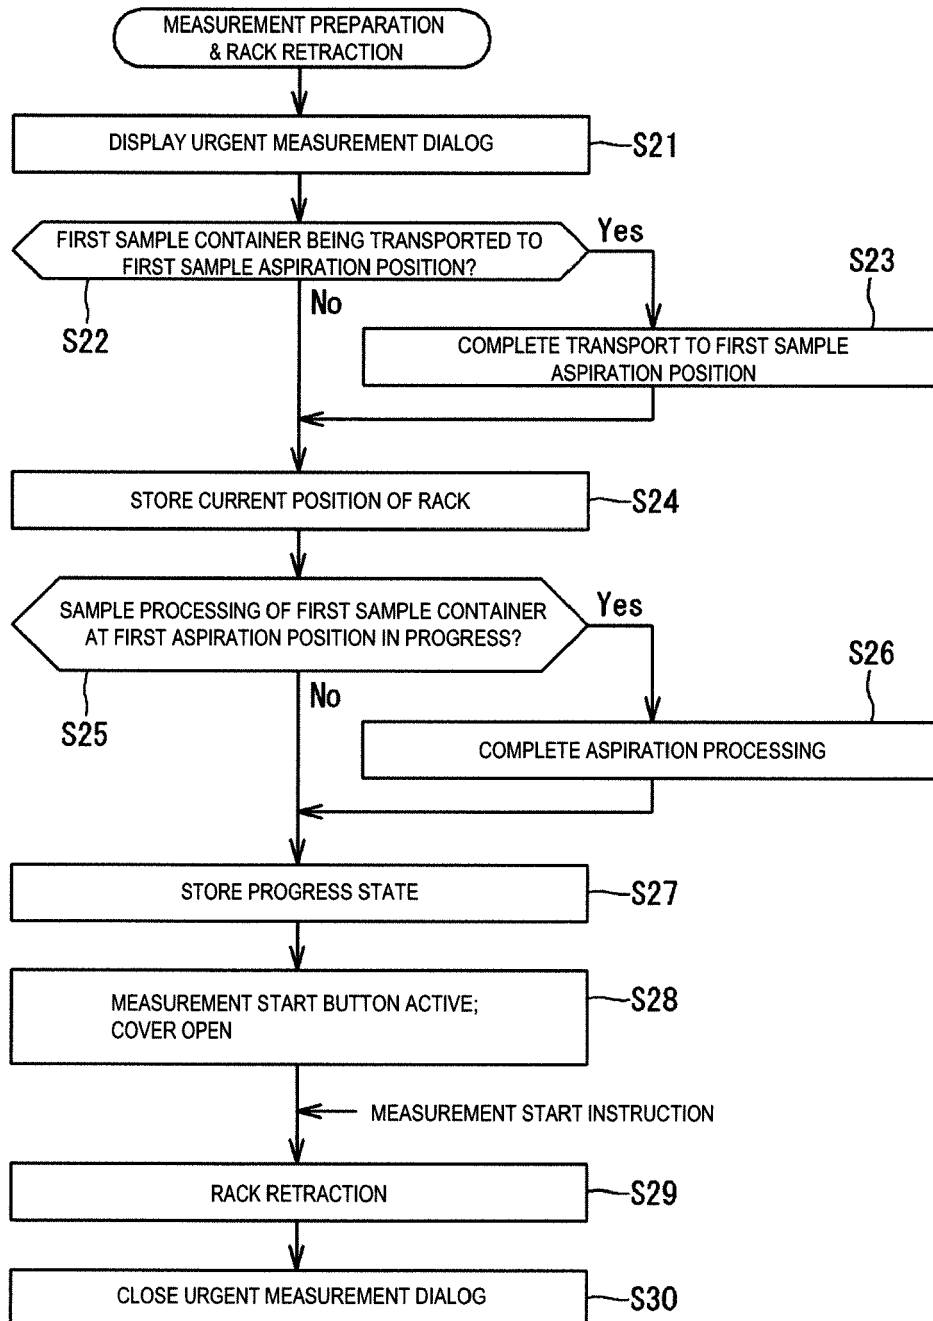 MEASUREMENT PREPARATION
& RACK RETRACTION
DISPLAY URGENT MEASUREMENT DIALOG
S21
FIRST SAMPLE CONTAINER BEING TRANSPORTED TO
FIRST SAMPLE ASPIRATION POSITION?
Yes
S22
No
S23
COMPLETE TRANSPORT TO FIRST SAMPLE
ASPIRATION POSITION
STORE CURRENT POSITION OF RACK
S24
SAMPLE PROCESSING OF FIRST SAMPLE CONTAINER
AT FIRST ASPIRATION POSITION IN PROGRESS?
Yes
S25
No
S26
COMPLETE ASPIRATION PROCESSING
STORE PROGRESS STATE
S27
MEASUREMENT START BUTTON ACTIVE;
COVER OPEN
S28
MEASUREMENT START INSTRUCTION
RACK RETRACTION
S29
CLOSE URGENT MEASUREMENT DIALOG
S30